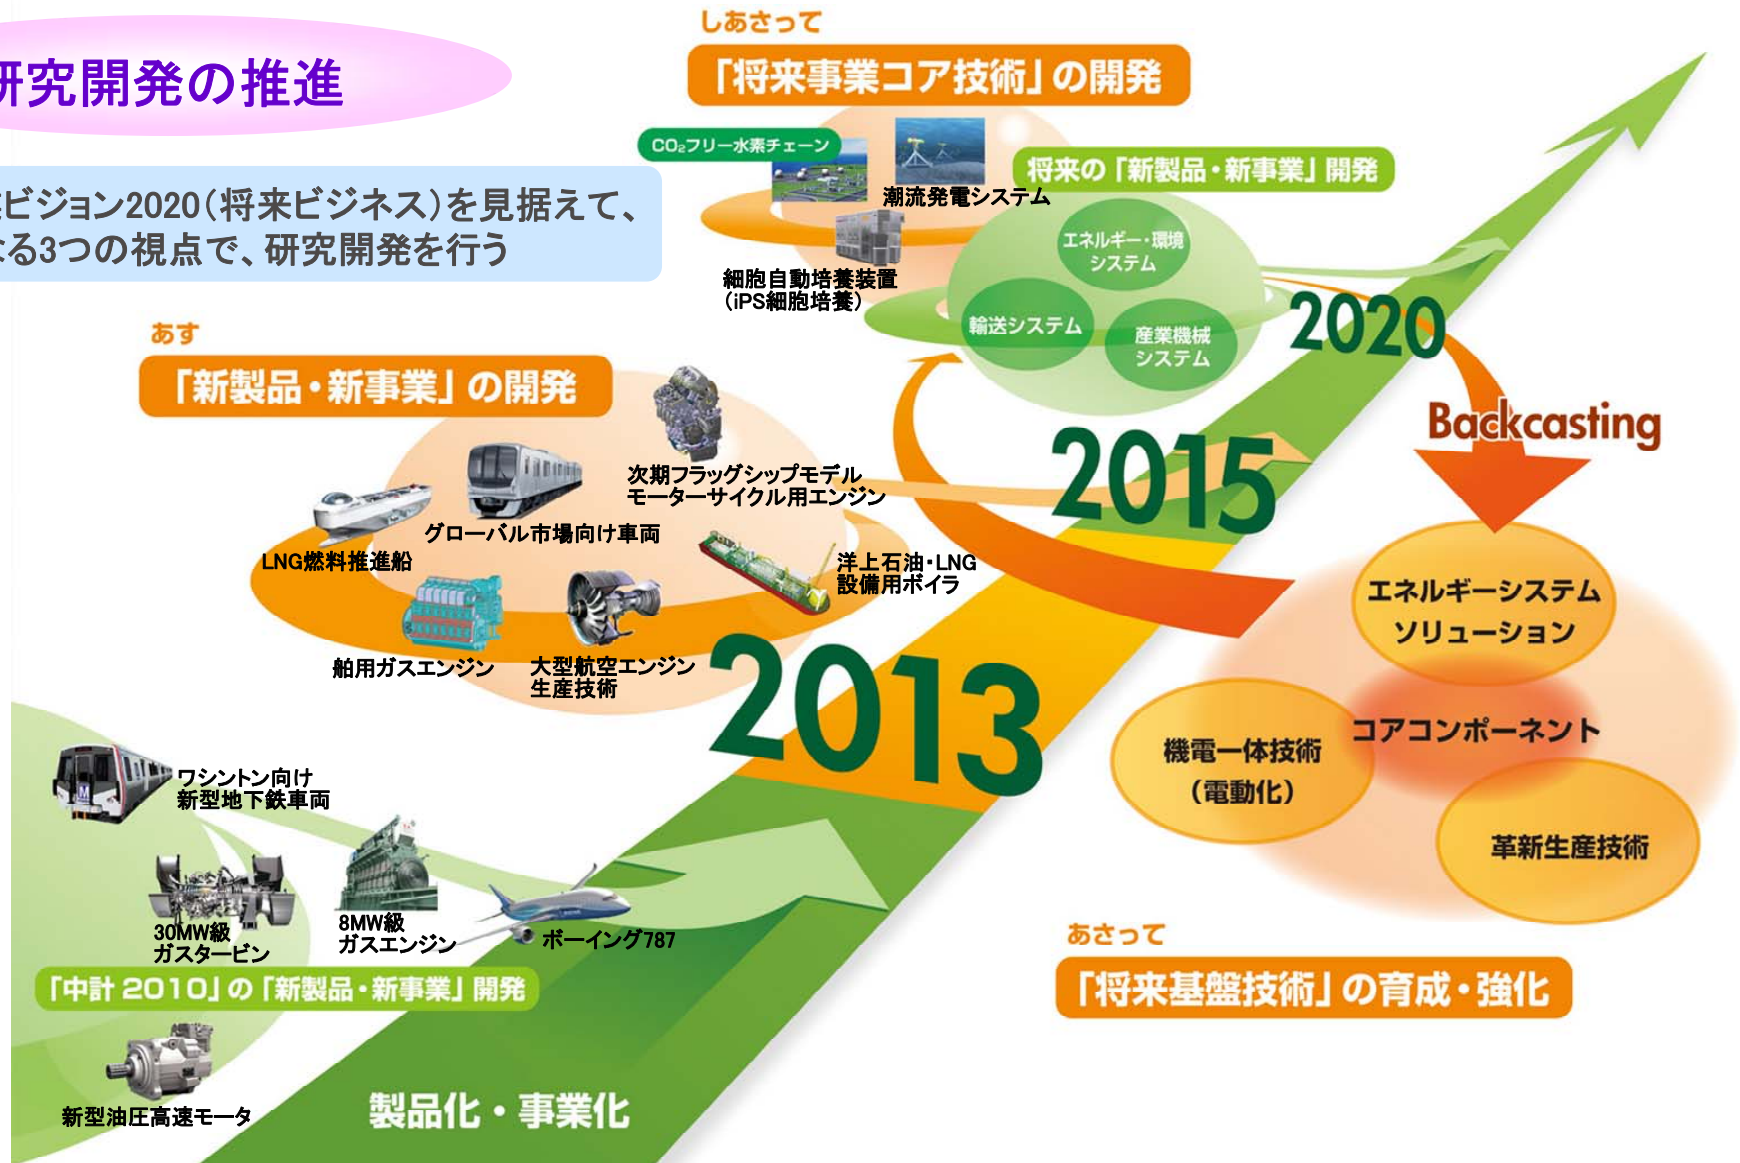 研究開発の推進
ビジョン2020（将来ビジネス）を見据えて、
なる3つの視点で、研究開発を行う
しあさって
「将来事業コア技術」の開発
CO₂フリー水素チェーン
潮流発電システム
細胞自動培養装置
（iPS細胞培養）
将来の「新製品・新事業」開発
エネルギー・環境
システム
輸送システム
産業機械
システム
2020
Backcasting
あす
「新製品・新事業」の開発
次期フラッグシップモデル
モーターサイクル用エンジン
グローバル市場向け車両
LNG燃料推進船
洋上石油・LNG
設備用ボイラ
舶用ガスエンジン
大型航空エンジン
生産技術
2015
2013
エネルギーシステム
ソリューション
コアコンポーネント
機電一体技術
（電動化）
革新生産技術
あさって
「将来基盤技術」の育成・強化
ワシントン向け
新型地下鉄車両
30MW級
ガスタービン
8MW級
ガスエンジン
ボーイング787
「中計2010」の「新製品・新事業」開発
新型油圧高速モータ
製品化・事業化